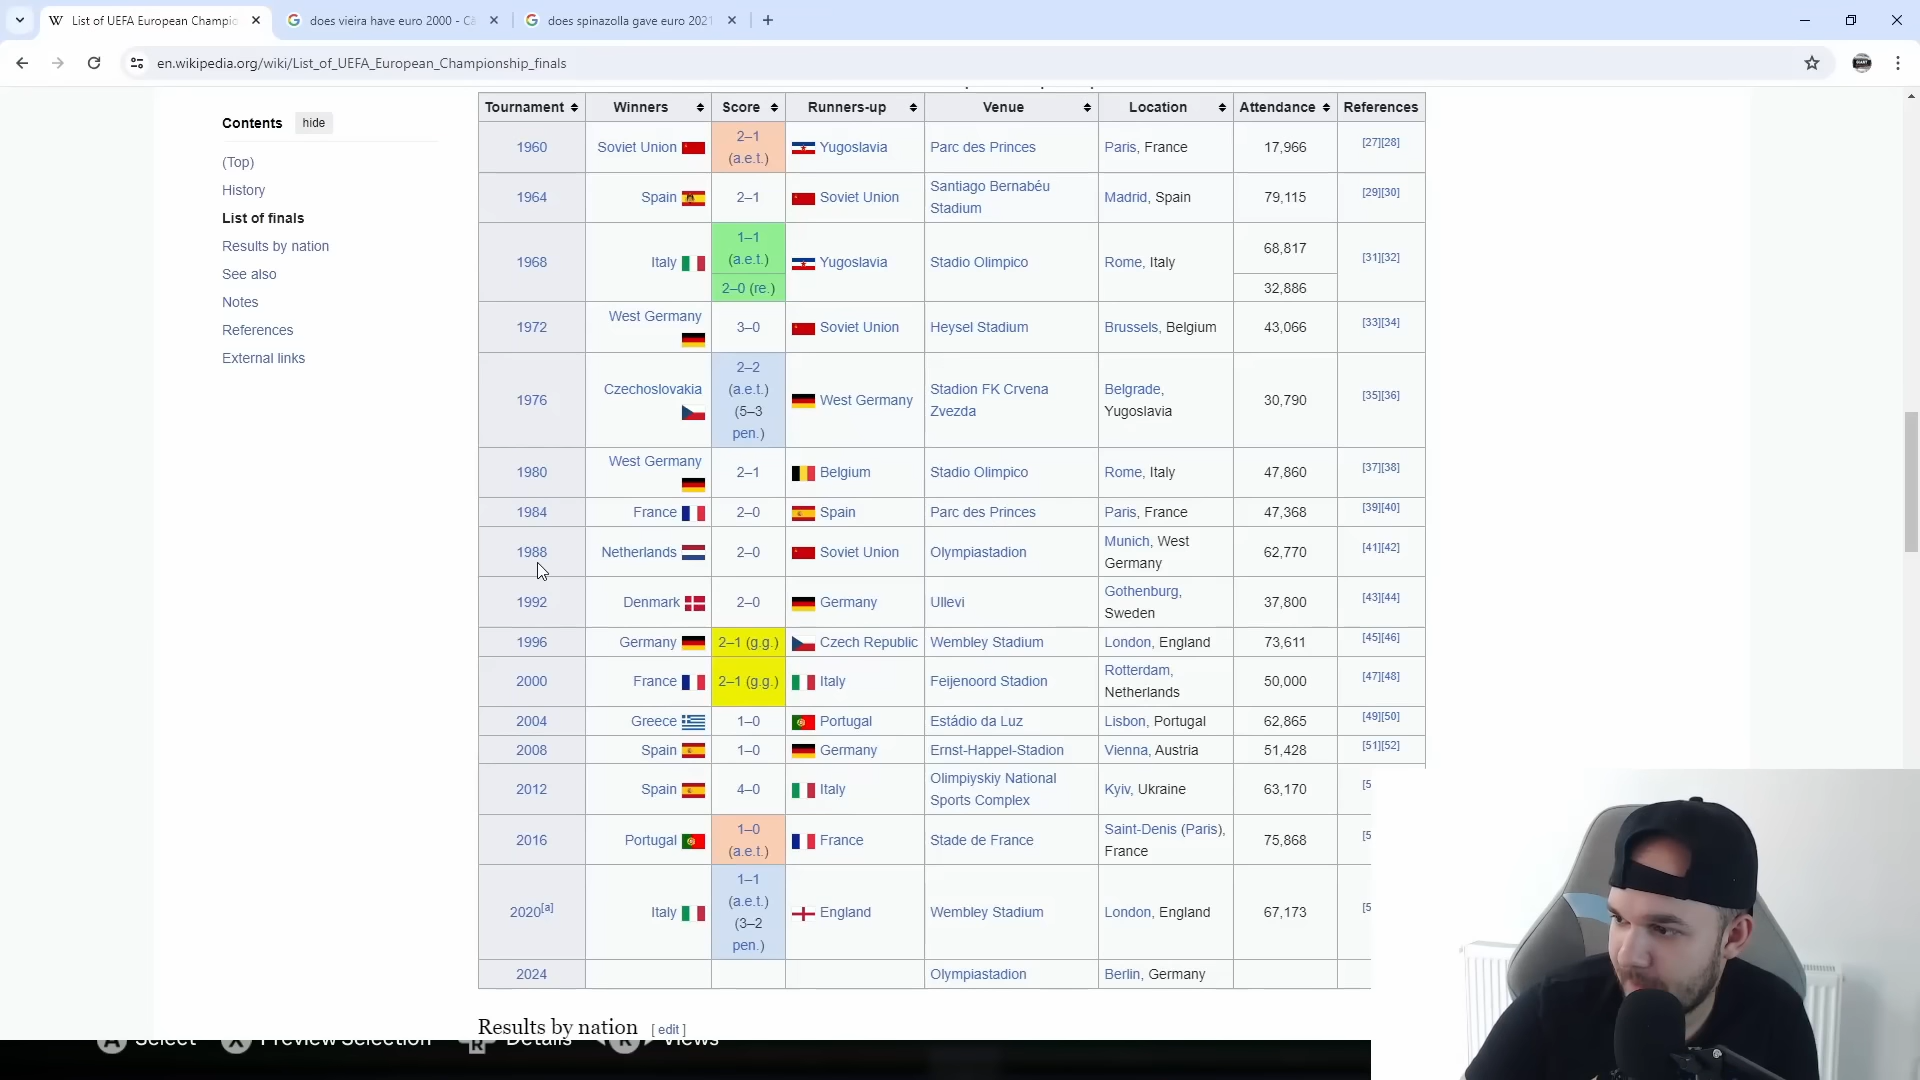 List of UEFA European Champio
does vieira have euro 2000 - Că
does spinazolla gave euro 2021
en.wikipedia.org/wiki/List_of_UEFA_European_Championship_finals
Contents
hide
(Top)
History
List of finals
Results by nation
See also
Notes
References
External links
Tournament Winners Score Runners-up Venue Location Attendance References
1960 Soviet Union 2–1 (a.e.t.) Yugoslavia Parc des Princes Paris, France 17,966 [27][28]
1964 Spain 2–1 Soviet Union Santiago Bernabéu Stadium Madrid, Spain 79,115 [29][30]
1968 Italy 1–1 (a.e.t.) Yugoslavia Stadio Olimpico Rome, Italy 68,817 [31][32]
2–0 (re.) 32,886
1972 West Germany 3–0 Soviet Union Heysel Stadium Brussels, Belgium 43,066 [33][34]
1976 Czechoslovakia 2–2 (a.e.t.) (5–3 pen.) West Germany Stadion FK Crvena Zvezda Belgrade, Yugoslavia 30,790 [35][36]
1980 West Germany 2–1 Belgium Stadio Olimpico Rome, Italy 47,860 [37][38]
1984 France 2–0 Spain Parc des Princes Paris, France 47,368 [39][40]
1988 Netherlands 2–0 Soviet Union Olympiastadion Munich, West Germany 62,770 [41][42]
1992 Denmark 2–0 Germany Ullevi Gothenburg, Sweden 37,800 [43][44]
1996 Germany 2–1 (g.g.) Czech Republic Wembley Stadium London, England 73,611 [45][46]
2000 France 2–1 (g.g.) Italy Feijenoord Stadion Rotterdam, Netherlands 50,000 [47][48]
2004 Greece 1–0 Portugal Estádio da Luz Lisbon, Portugal 62,865 [49][50]
2008 Spain 1–0 Germany Ernst-Happel-Stadion Vienna, Austria 51,428 [51][52]
2012 Spain 4–0 Italy Olimpiyskiy National Sports Complex Kyiv, Ukraine 63,170 [5
2016 Portugal 1–0 (a.e.t.) France Stade de France Saint-Denis (Paris), France 75,868 [5
2020[a] Italy 1–1 (a.e.t.) (3–2 pen.) England Wembley Stadium London, England 67,173 [5
2024 Olympiastadion Berlin, Germany
Results by nation [ edit ]
A Select X Preview Selection R Details R Views